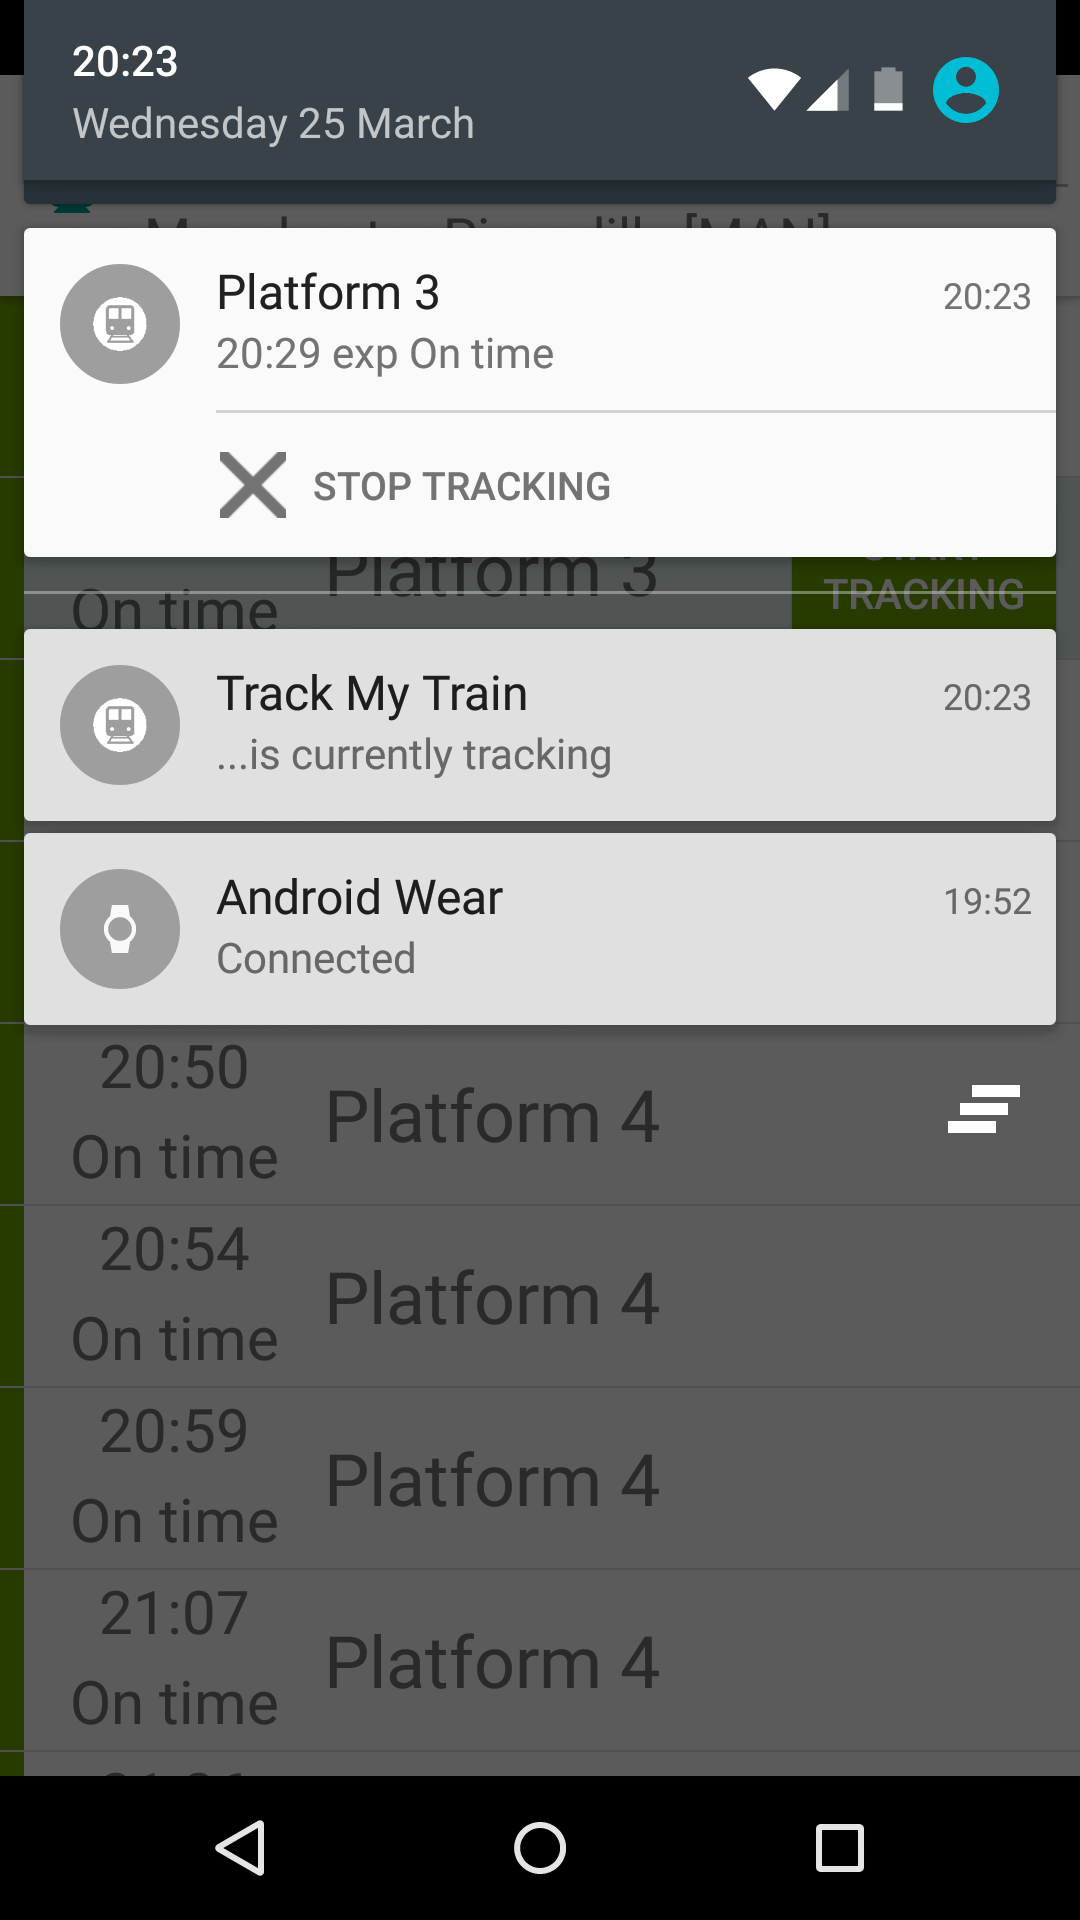 20:23
Wednesday 25 March
[MAN]
Platform 3
20:23
20:29 exp On time
STOP TRACKING
Platform 3
On time
TRACKING
Track My Train
20:23
...is currently tracking
Android Wear
19:52
Connected
20:50
Platform 4
On time
20:54
Platform 4
On time
20:59
Platform 4
On time
21:07
Platform 4
On time